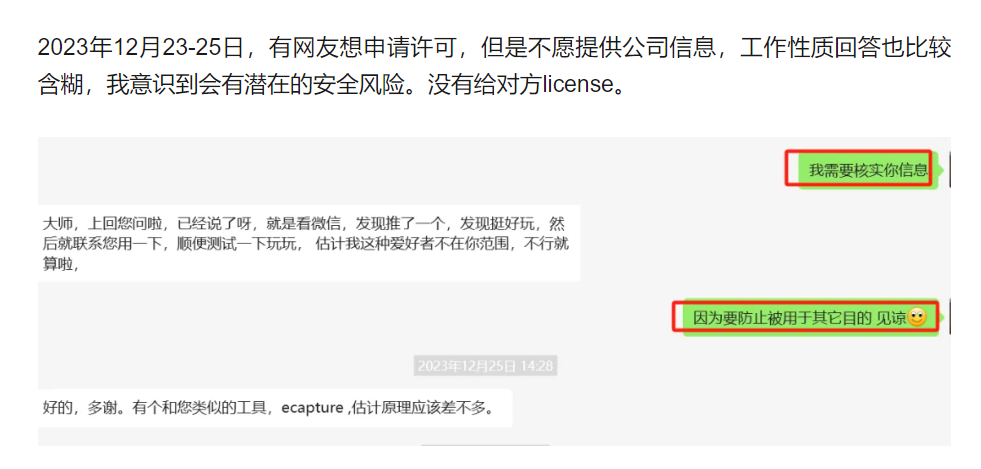 2023年12月23-25日，有网友想申请许可，但是不愿提供公司信息，工作性质回答也比较
含糊，我意识到会有潜在的安全风险。没有给对方license。
我需要核实你信息
大师，上回您问啦，已经说了呀，就是看微信，发现推了一个，发现挺好玩，然
后就联系您用一下，顺便测试一下玩玩， 估计我这种爱好者不在你范围，不行就
算啦，
因为要防止被用于其它目的 见谅
2023年12月25日 14:28
好的，多谢。有个和您类似的工具，ecapture ,估计原理应该差不多。